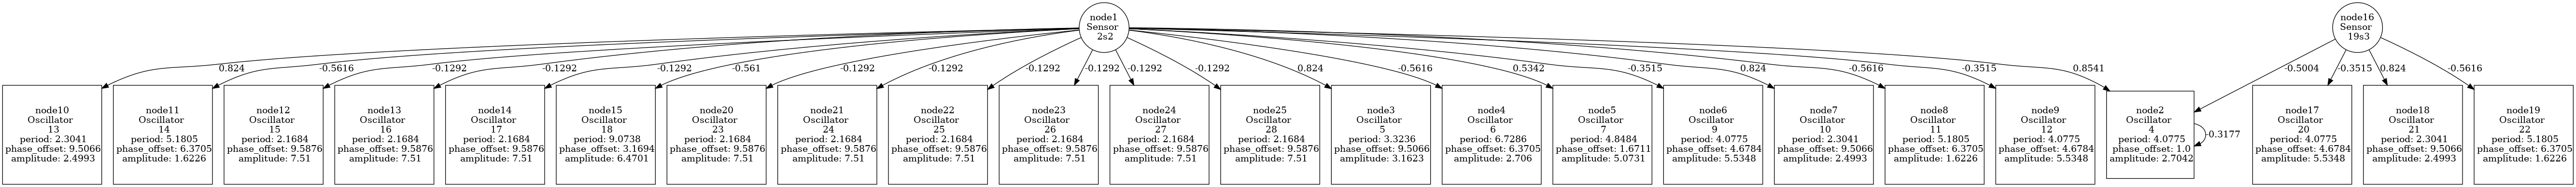 node1
Sensor
2s2
node16
Sensor
19s3
0.824
-0.5616
-0.1292
-0.1292
-0.1292
-0.561
-0.1292
-0.1292
-0.1292
-0.1292
-0.1292
-0.1292
0.824
-0.5616
0.5342
-0.3515
0.824
-0.5616
-0.3515
0.8541
-0.5004
-0.3515
0.824
-0.5616
node10
Oscillator
13
period: 2.3041
phase_offset: 9.5066
amplitude: 2.4993
node11
Oscillator
14
period: 5.1805
phase_offset: 6.3705
amplitude: 1.6226
node12
Oscillator
15
period: 2.1684
phase_offset: 9.5876
amplitude: 7.51
node13
Oscillator
16
period: 2.1684
phase_offset: 9.5876
amplitude: 7.51
node14
Oscillator
17
period: 2.1684
phase_offset: 9.5876
amplitude: 7.51
node15
Oscillator
18
period: 9.0738
phase_offset: 3.1694
amplitude: 6.4701
node20
Oscillator
23
period: 2.1684
phase_offset: 9.5876
amplitude: 7.51
node21
Oscillator
24
period: 2.1684
phase_offset: 9.5876
amplitude: 7.51
node22
Oscillator
25
period: 2.1684
phase_offset: 9.5876
amplitude: 7.51
node23
Oscillator
26
period: 2.1684
phase_offset: 9.5876
amplitude: 7.51
node24
Oscillator
27
period: 2.1684
phase_offset: 9.5876
amplitude: 7.51
node25
Oscillator
28
period: 2.1684
phase_offset: 9.5876
amplitude: 7.51
node3
Oscillator
5
period: 3.3236
phase_offset: 9.5066
amplitude: 3.1623
node4
Oscillator
6
period: 6.7286
phase_offset: 6.3705
amplitude: 2.706
node5
Oscillator
7
period: 4.8484
phase_offset: 1.6711
amplitude: 5.0731
node6
Oscillator
9
period: 4.0775
phase_offset: 4.6784
amplitude: 5.5348
node7
Oscillator
10
period: 2.3041
phase_offset: 9.5066
amplitude: 2.4993
node8
Oscillator
11
period: 5.1805
phase_offset: 6.3705
amplitude: 1.6226
node9
Oscillator
12
period: 4.0775
phase_offset: 4.6784
amplitude: 5.5348
node2
Oscillator
4
period: 4.0775
phase_offset: 1.0
amplitude: 2.7042
-0.3177
node17
Oscillator
20
period: 4.0775
phase_offset: 4.6784
amplitude: 5.5348
node18
Oscillator
21
period: 2.3041
phase_offset: 9.5066
amplitude: 2.4993
node19
Oscillator
22
period: 5.1805
phase_offset: 6.3705
amplitude: 1.6226